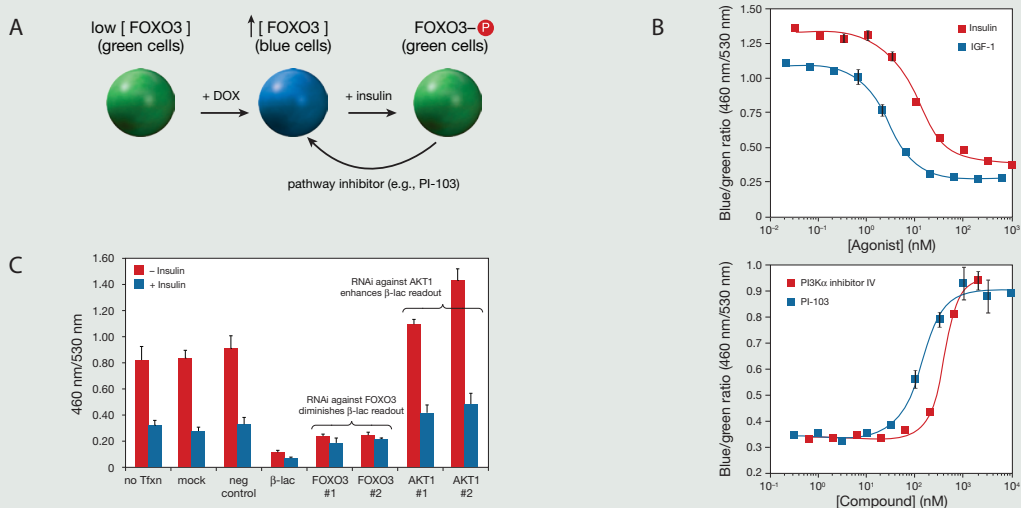 A
low [ FOXO3 ]
(green cells)
↑ [ FOXO3 ]
(blue cells)
FOXO3–P
(green cells)
+ DOX
+ insulin
pathway inhibitor (e.g., PI-103)
B
Blue/green ratio (460 nm/530 nm)
1.50
1.25
1.00
0.75
0.50
0.25
0
Insulin
IGF-1
10⁻² 10⁻¹ 10⁰ 10¹ 10² 10³
[Agonist] (nM)
Blue/green ratio (460 nm/530 nm)
1.0
0.9
0.8
0.7
0.6
0.5
0.4
0.3
0.2
PI3Kα inhibitor IV
PI-103
10⁻¹ 10⁰ 10¹ 10² 10³ 10⁴
[Compound] (nM)
C
460 nm/530 nm
1.60
1.40
1.20
1.00
0.80
0.60
0.40
0.20
0
– Insulin
+ Insulin
RNAi against AKT1
enhances β-lac readout
RNAi against FOXO3
diminishes β-lac readout
no Tfxn mock neg β-lac FOXO3 FOXO3 AKT1 AKT1
control #1 #2 #1 #2